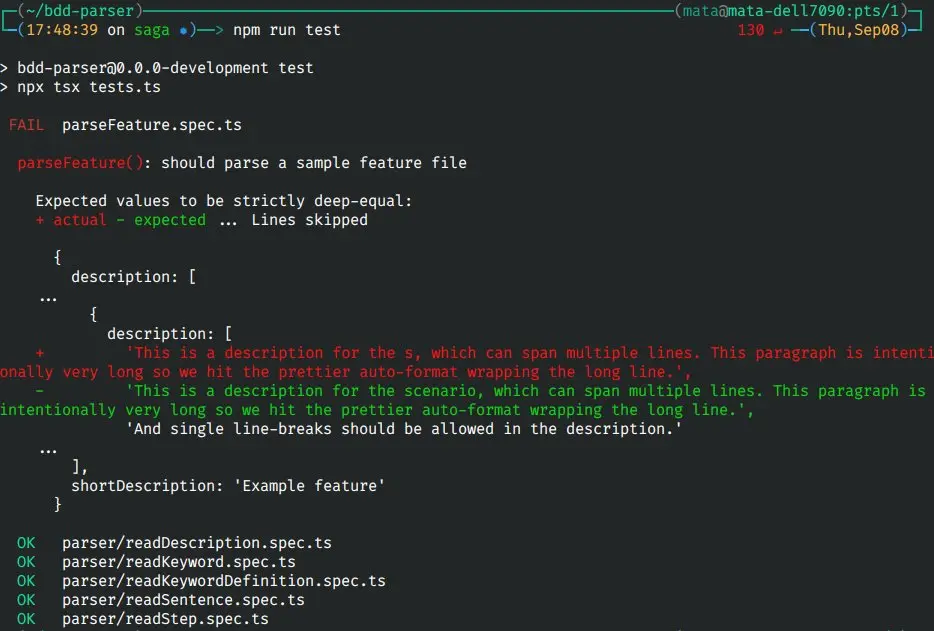 (~/bdd-parser) (mata@mata-dell7090:pts/1)
(17:48:39 on saga ●)──> npm run test 130 ↵ ──(Thu,Sep08)
> bdd-parser@0.0.0-development test
> npx tsx tests.ts
FAIL parseFeature.spec.ts
parseFeature(): should parse a sample feature file
Expected values to be strictly deep-equal:
+ actual - expected ... Lines skipped
{
description: [
...
{
description: [
+ 'This is a description for the s, which can span multiple lines. This paragraph is intenti
onally very long so we hit the prettier auto-format wrapping the long line.',
- 'This is a description for the scenario, which can span multiple lines. This paragraph is
intentionally very long so we hit the prettier auto-format wrapping the long line.',
'And single line-breaks should be allowed in the description.'
...
],
shortDescription: 'Example feature'
}
OK parser/readDescription.spec.ts
OK parser/readKeyword.spec.ts
OK parser/readKeywordDefinition.spec.ts
OK parser/readSentence.spec.ts
OK parser/readStep.spec.ts